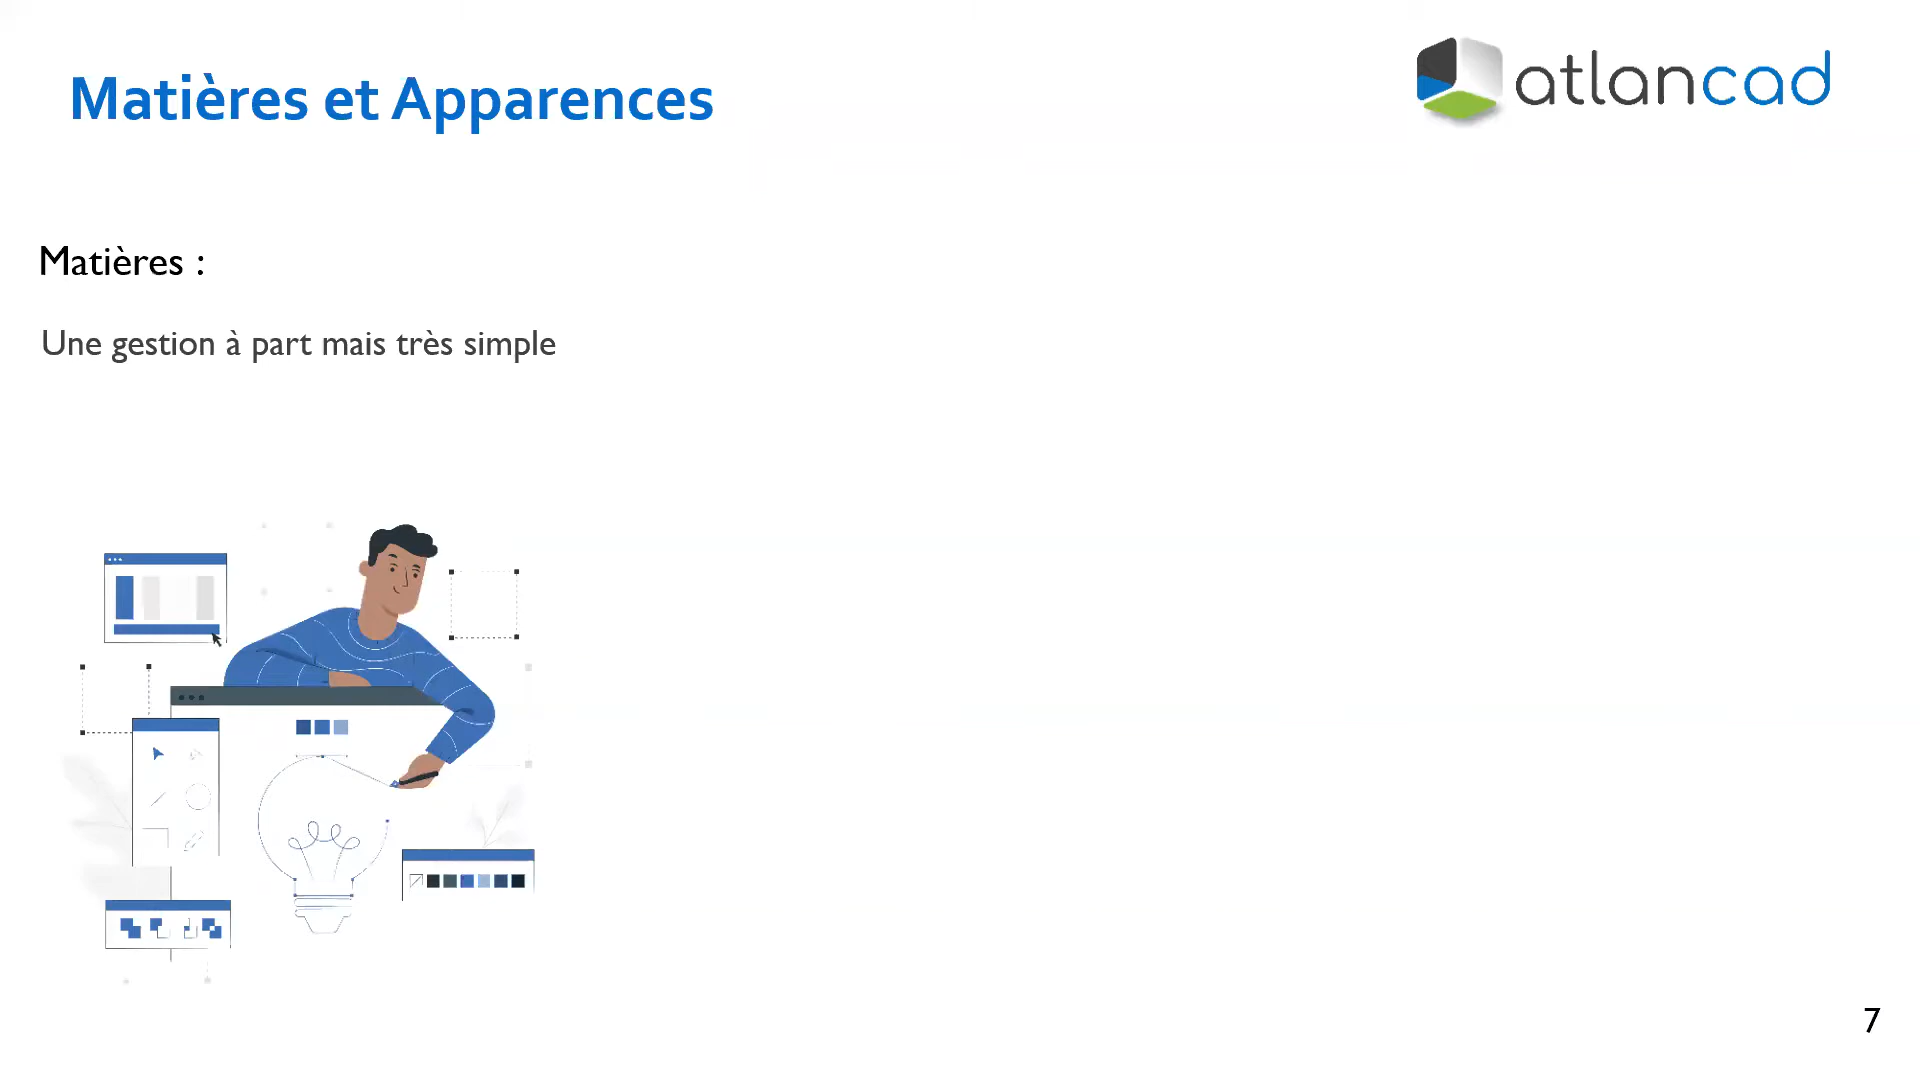 Matières et Apparences
atlancad
Matières :
Une gestion à part mais très simple
7